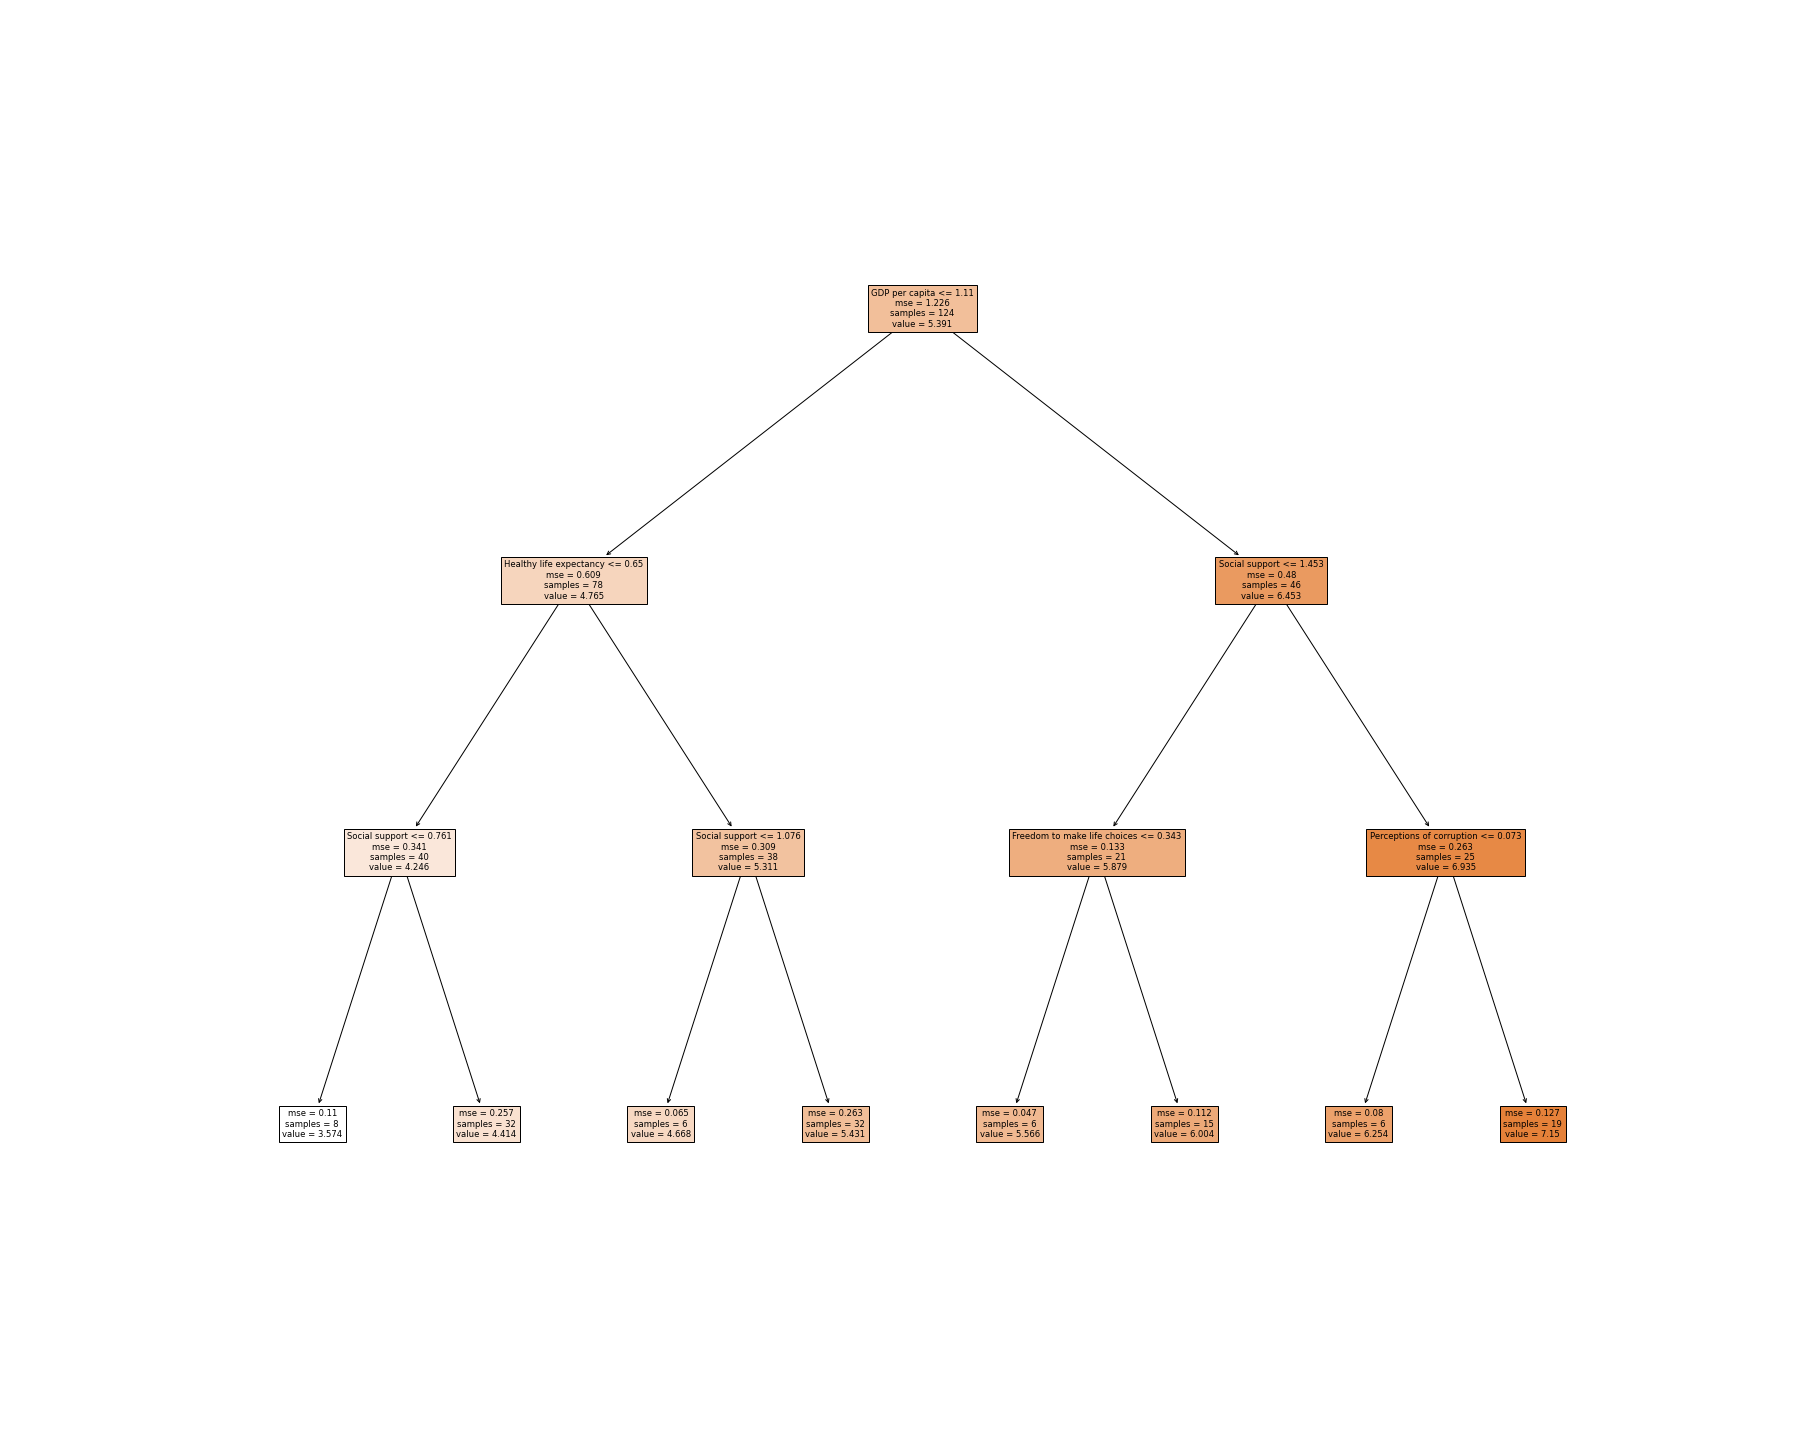 GDP per capita <= 1.11
mse = 1.226
samples = 124
value = 5.391
Healthy life expectancy <= 0.65
mse = 0.609
samples = 78
value = 4.765
Social support <= 1.453
mse = 0.48
samples = 46
value = 6.453
Social support <= 0.761
mse = 0.341
samples = 40
value = 4.246
Social support <= 1.076
mse = 0.309
samples = 38
value = 5.311
Freedom to make life choices <= 0.343
mse = 0.133
samples = 21
value = 5.879
Perceptions of corruption <= 0.073
mse = 0.263
samples = 25
value = 6.935
mse = 0.11
samples = 8
value = 3.574
mse = 0.257
samples = 32
value = 4.414
mse = 0.065
samples = 6
value = 4.668
mse = 0.263
samples = 32
value = 5.431
mse = 0.047
samples = 6
value = 5.566
mse = 0.112
samples = 15
value = 6.004
mse = 0.08
samples = 6
value = 6.254
mse = 0.127
samples = 19
value = 7.15